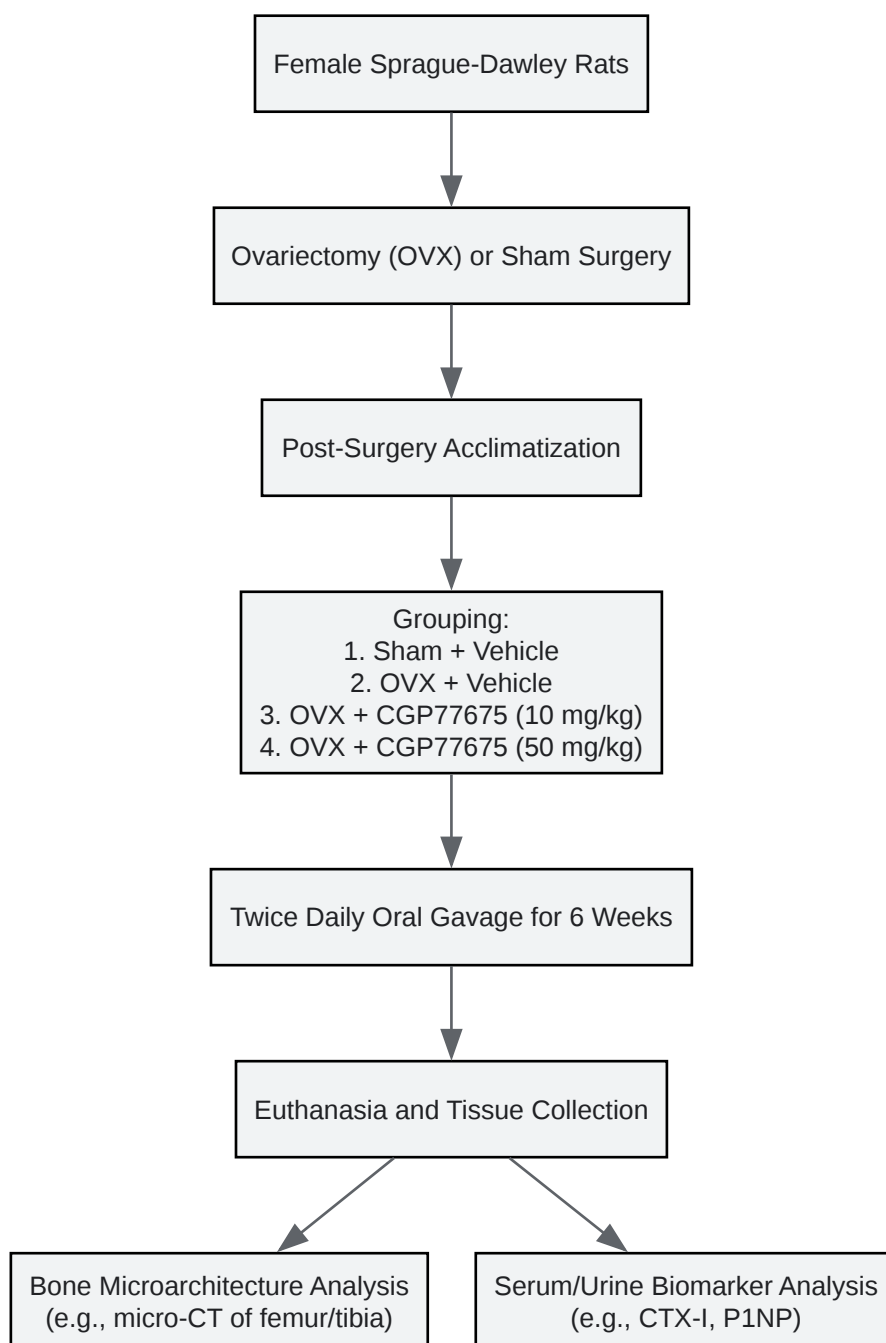 Female Sprague-Dawley Rats
Ovariectomy (OVX) or Sham Surgery
Post-Surgery Acclimatization
Grouping:
1. Sham + Vehicle
2. OVX + Vehicle
3. OVX + CGP77675 (10 mg/kg)
4. OVX + CGP77675 (50 mg/kg)
Twice Daily Oral Gavage for 6 Weeks
Euthanasia and Tissue Collection
Bone Microarchitecture Analysis
(e.g., micro-CT of femur/tibia)
Serum/Urine Biomarker Analysis
(e.g., CTX-I, P1NP)